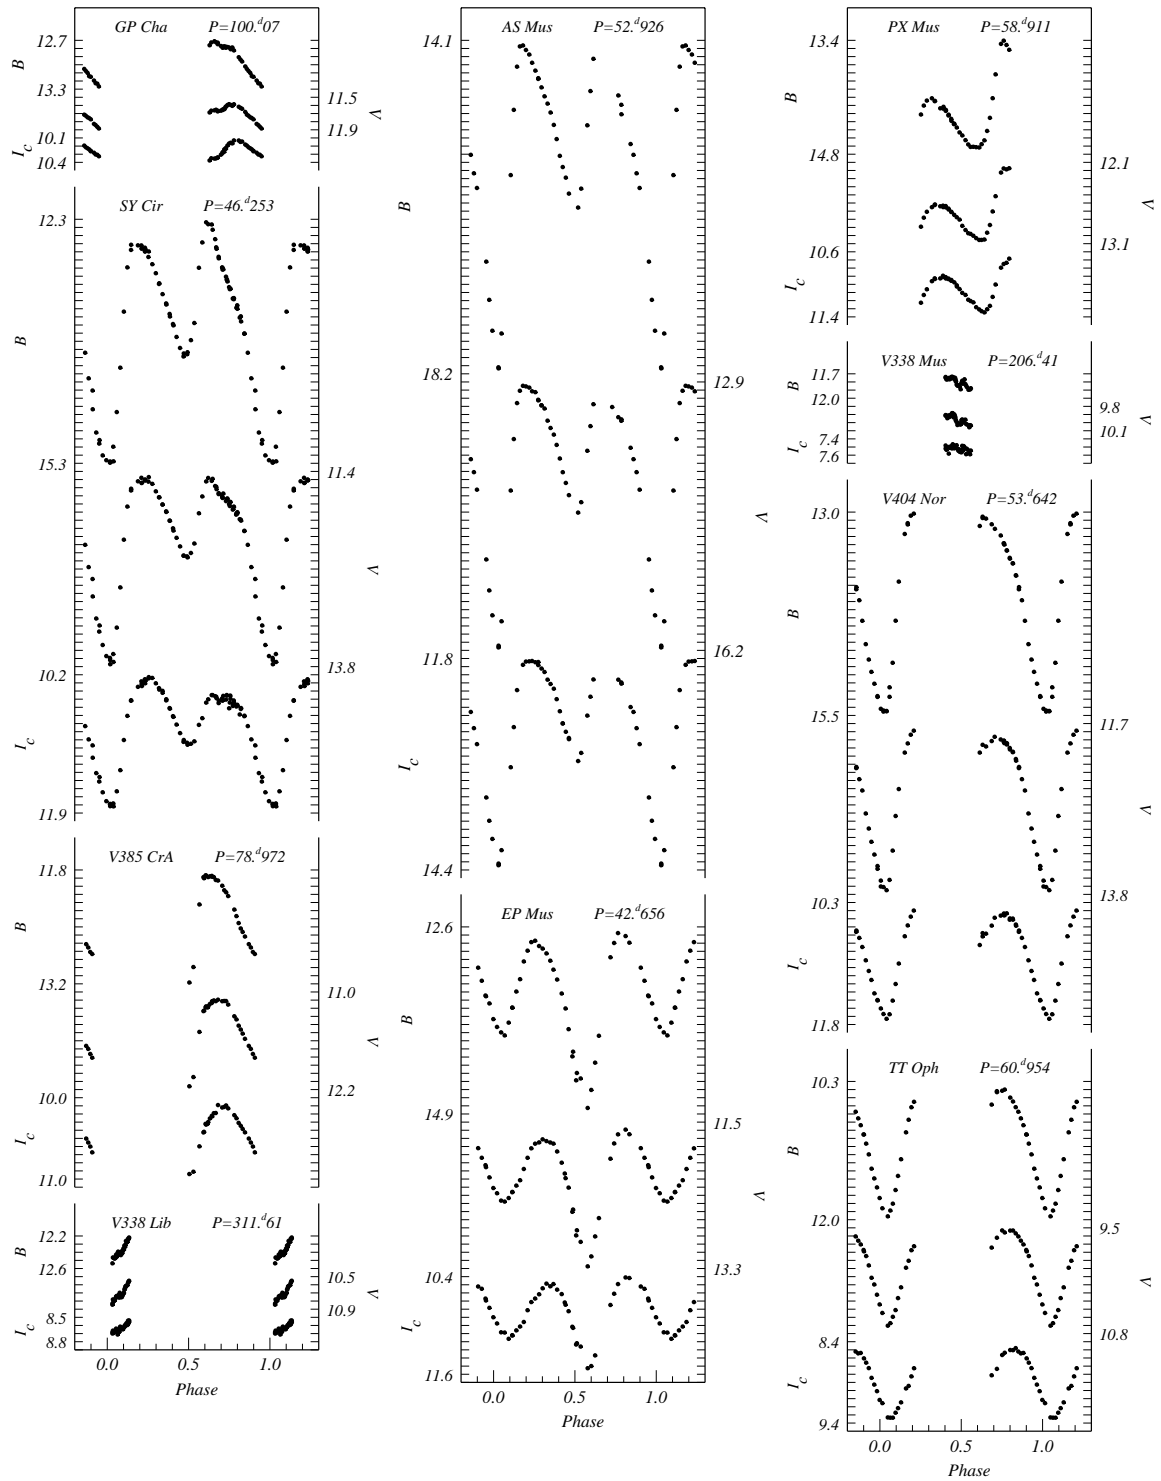 GP Cha P=100.ᵈ07
12.7
B
13.3
11.5
V
11.9
10.1
I_c
10.4
SY Cir P=46.ᵈ253
12.3
B
15.3
11.4
V
13.8
10.2
I_c
11.9
V385 CrA P=78.ᵈ972
11.8
B
13.2
11.0
V
12.2
10.0
I_c
11.0
V338 Lib P=311.ᵈ61
12.2
B
12.6
10.5
V
10.9
8.5
I_c
8.8
0.0 0.5 1.0
Phase
AS Mus P=52.ᵈ926
14.1
B
18.2
12.9
V
16.2
11.8
I_c
14.4
EP Mus P=42.ᵈ656
12.6
B
14.9
11.5
V
13.3
10.4
I_c
11.6
0.0 0.5 1.0
Phase
PX Mus P=58.ᵈ911
13.4
B
14.8
12.1
V
13.1
10.6
I_c
11.4
V338 Mus P=206.ᵈ41
11.7
B
12.0
9.8
V
10.1
7.4
I_c
7.6
V404 Nor P=53.ᵈ642
13.0
B
15.5
11.7
V
13.8
10.3
I_c
11.8
TT Oph P=60.ᵈ954
10.3
B
12.0
9.5
V
10.8
8.4
I_c
9.4
0.0 0.5 1.0
Phase